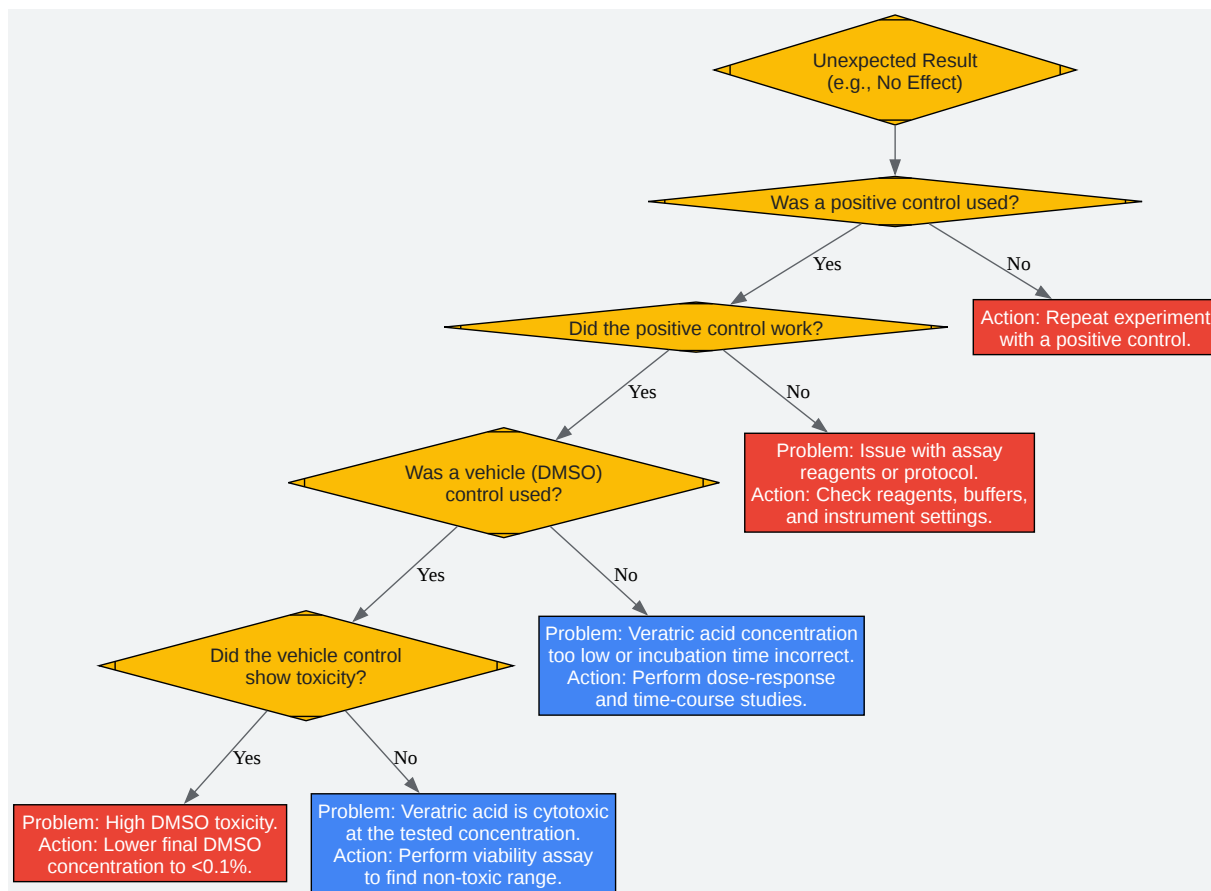 Unexpected Result
(e.g., No Effect)
Was a positive control used?
Yes
No
Did the positive control work?
Action: Repeat experiment
with a positive control.
Yes
No
Was a vehicle (DMSO)
control used?
Problem: Issue with assay
reagents or protocol.
Action: Check reagents, buffers,
and instrument settings.
Yes
No
Did the vehicle control
show toxicity?
Problem: Veratric acid concentration
too low or incubation time incorrect.
Action: Perform dose-response
and time-course studies.
Yes
No
Problem: High DMSO toxicity.
Action: Lower final DMSO
concentration to <0.1%.
Problem: Veratric acid is cytotoxic
at the tested concentration.
Action: Perform viability assay
to find non-toxic range.